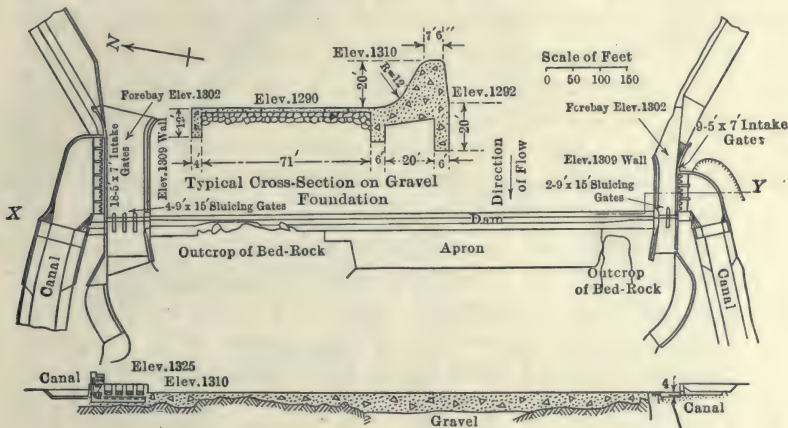 N
7'6"
Elev.1310
20'
R=12'
Elev.1290
Elev.1292
20'
Scale of Feet
0 50 100 150
Forebay Elev.1302
Forebay Elev.1302
18-5'x 7' Intake
Gates
Elev.1309 Wall
4'
71'
6'
20'
6'
Typical Cross-Section on Gravel
Foundation
Direction
of Flow
9-5'x 7' Intake
Gates
Elev.1309 Wall
2-9'x 15' Sluicing
Gates
4-9'x 15' Sluicing Gates
X
Y
Dam
Canal
Outcrop of Bed-Rock
Apron
Outcrop
of Bed-Rock
Canal
Canal
Elev.1325
Elev.1310
4'
Canal
Gravel